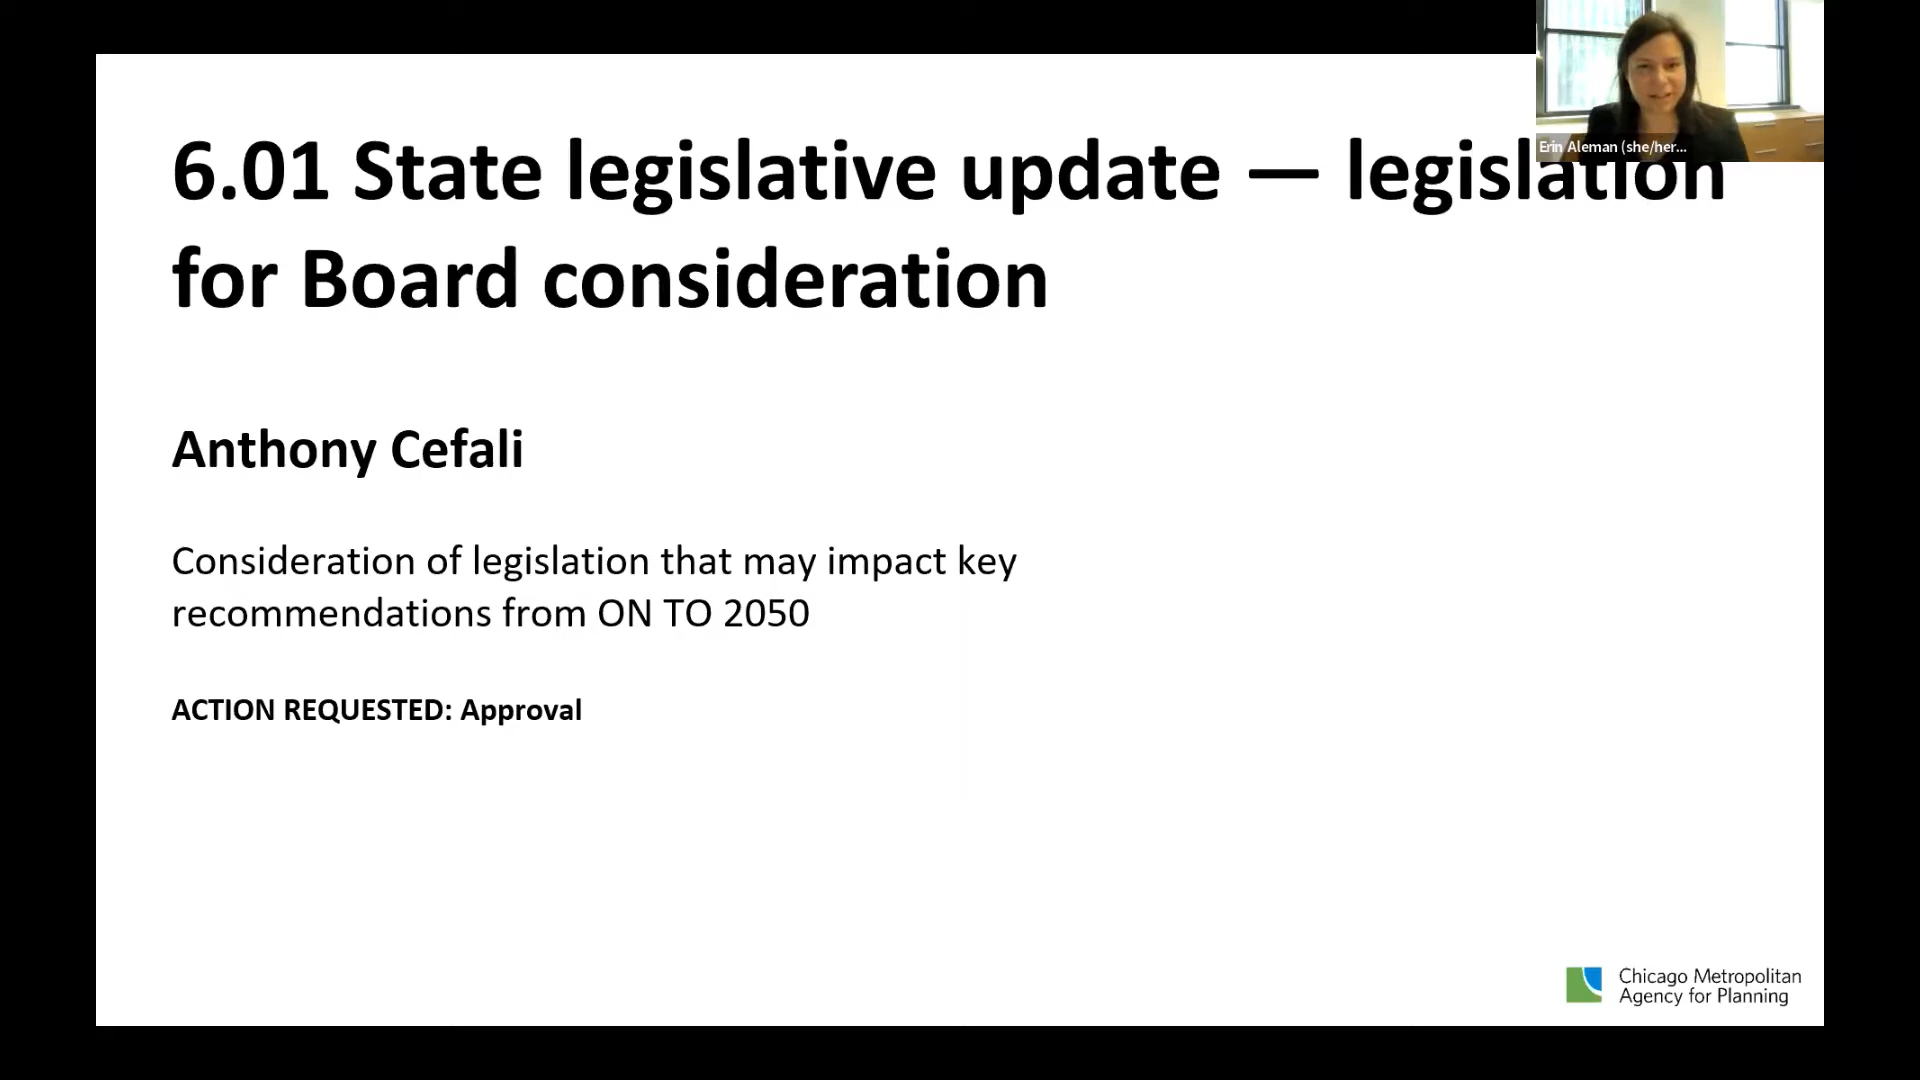 6.01 State legislative update — legislation
for Board consideration
Anthony Cefali
Consideration of legislation that may impact key
recommendations from ON TO 2050
ACTION REQUESTED: Approval
Erin Aleman (she/her...
Chicago Metropolitan
Agency for Planning